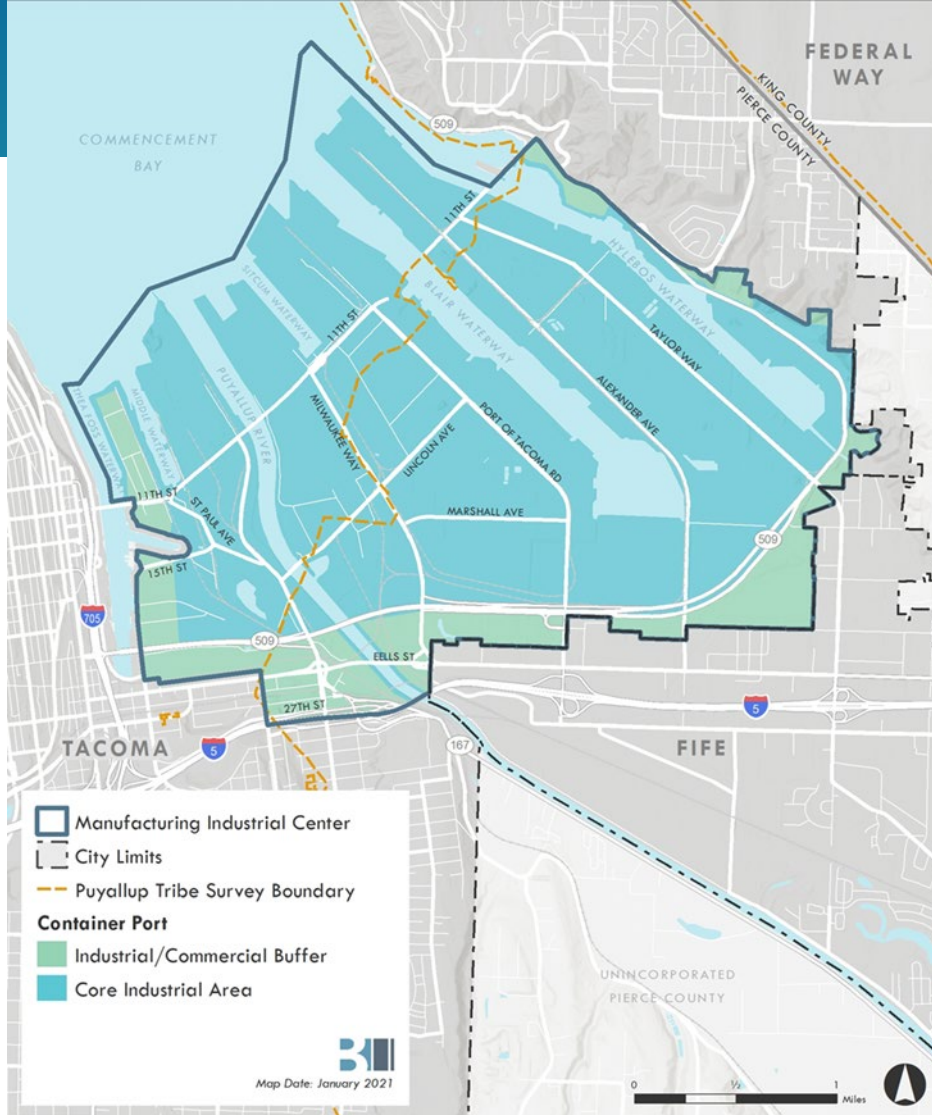 FEDERAL
WAY
KING COUNTY
PIERCE COUNTY
COMMENCEMENT
BAY
509
11TH ST
HYLEBOS WATERWAY
SITCUM WATERWAY
BLAIR WATERWAY
11TH ST
TAYLOR WAY
PUYALLUP RIVER
ALEXANDER AVE
THEA FOSS WATERWAY
MIDDLE WATERWAY
MILWAUKEE WAY
LINCOLN AVE
PORT OF TACOMA RD
11TH ST
ST PAUL AVE
MARSHALL AVE
509
15TH ST
705
509
EELLS ST
27TH ST
5
TACOMA
5
167
FIFE
Manufacturing Industrial Center
City Limits
Puyallup Tribe Survey Boundary
Container Port
Industrial/Commercial Buffer
Core Industrial Area
UNINCORPORATED
PIERCE COUNTY
Map Date: January 2021
0 ½ 1
Miles